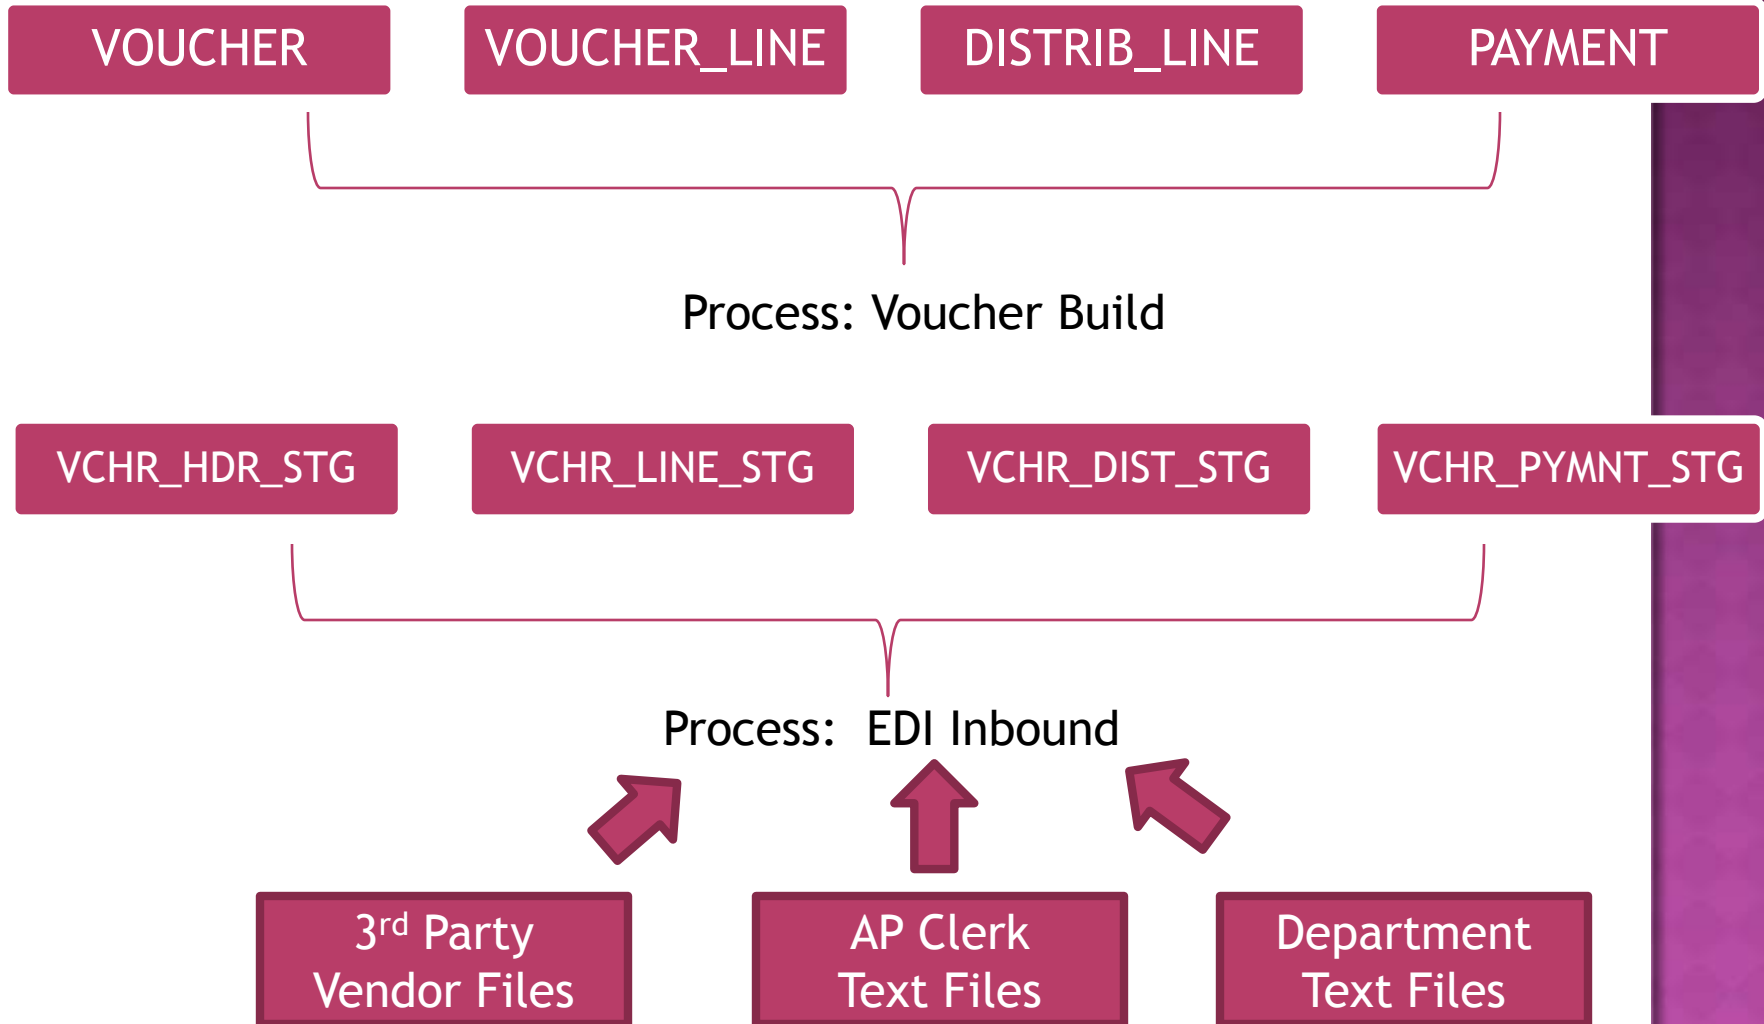 VOUCHER
VOUCHER_LINE
DISTRIB_LINE
PAYMENT
Process: Voucher Build
VCHR_HDR_STG
VCHR_LINE_STG
VCHR_DIST_STG
VCHR_PYMNT_STG
Process:  EDI Inbound
3rd Party
Vendor Files
AP Clerk
Text Files
Department
Text Files